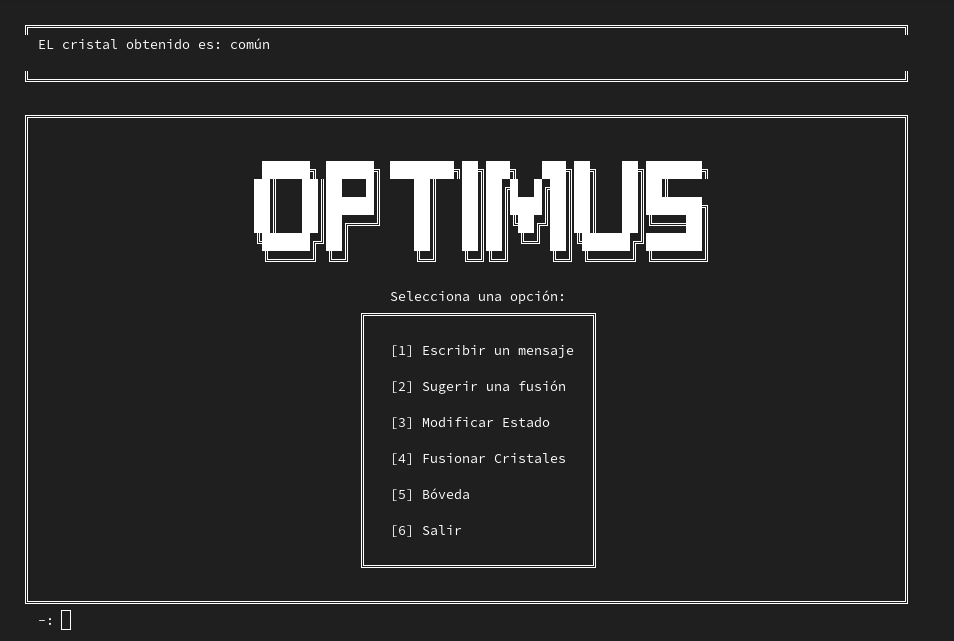 EL cristal obtenido es: común
OPTIMUS
Selecciona una opción:
[1] Escribir un mensaje
[2] Sugerir una fusión
[3] Modificar Estado
[4] Fusionar Cristales
[5] Bóveda
[6] Salir
-: